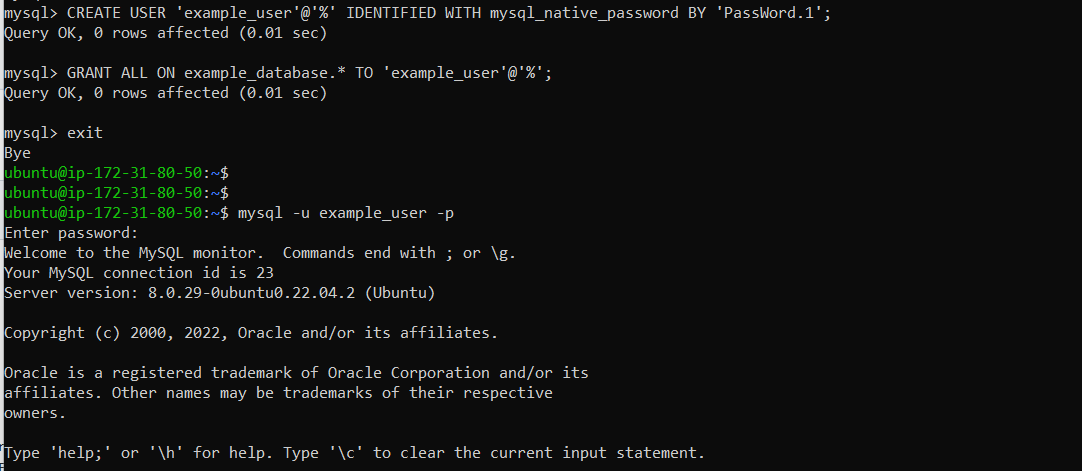 mysql> CREATE USER 'example_user'@'%' IDENTIFIED WITH mysql_native_password BY 'PassWord.1';
Query OK, 0 rows affected (0.01 sec)
mysql> GRANT ALL ON example_database.* TO 'example_user'@'%';
Query OK, 0 rows affected (0.01 sec)
mysql> exit
Bye
ubuntu@ip-172-31-80-50:~$
ubuntu@ip-172-31-80-50:~$
ubuntu@ip-172-31-80-50:~$ mysql -u example_user -p
Enter password:
Welcome to the MySQL monitor.  Commands end with ; or \g.
Your MySQL connection id is 23
Server version: 8.0.29-0ubuntu0.22.04.2 (Ubuntu)
Copyright (c) 2000, 2022, Oracle and/or its affiliates.
Oracle is a registered trademark of Oracle Corporation and/or its
affiliates. Other names may be trademarks of their respective
owners.
Type 'help;' or '\h' for help. Type '\c' to clear the current input statement.